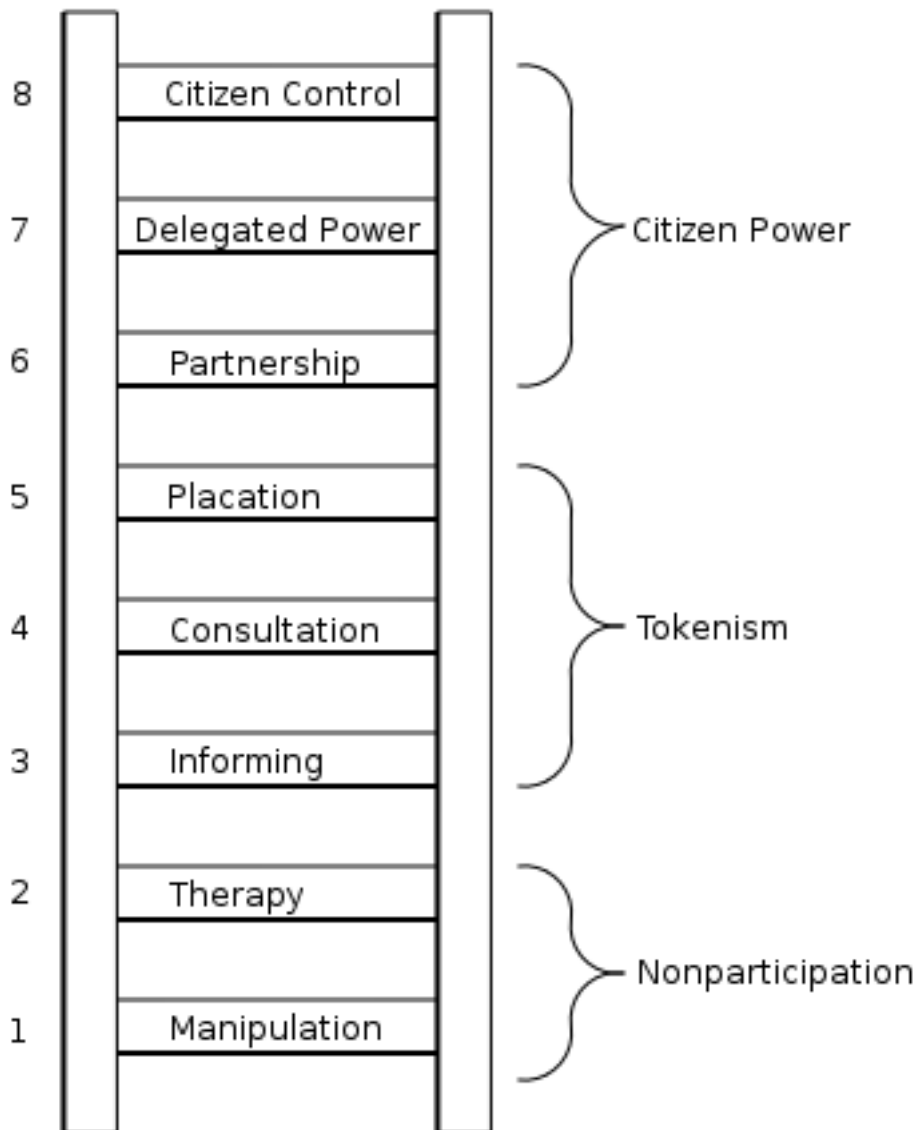 8 Citizen Control
7 Delegated Power
Citizen Power
6 Partnership
5 Placation
4 Consultation
Tokenism
3 Informing
2 Therapy
Nonparticipation
1 Manipulation